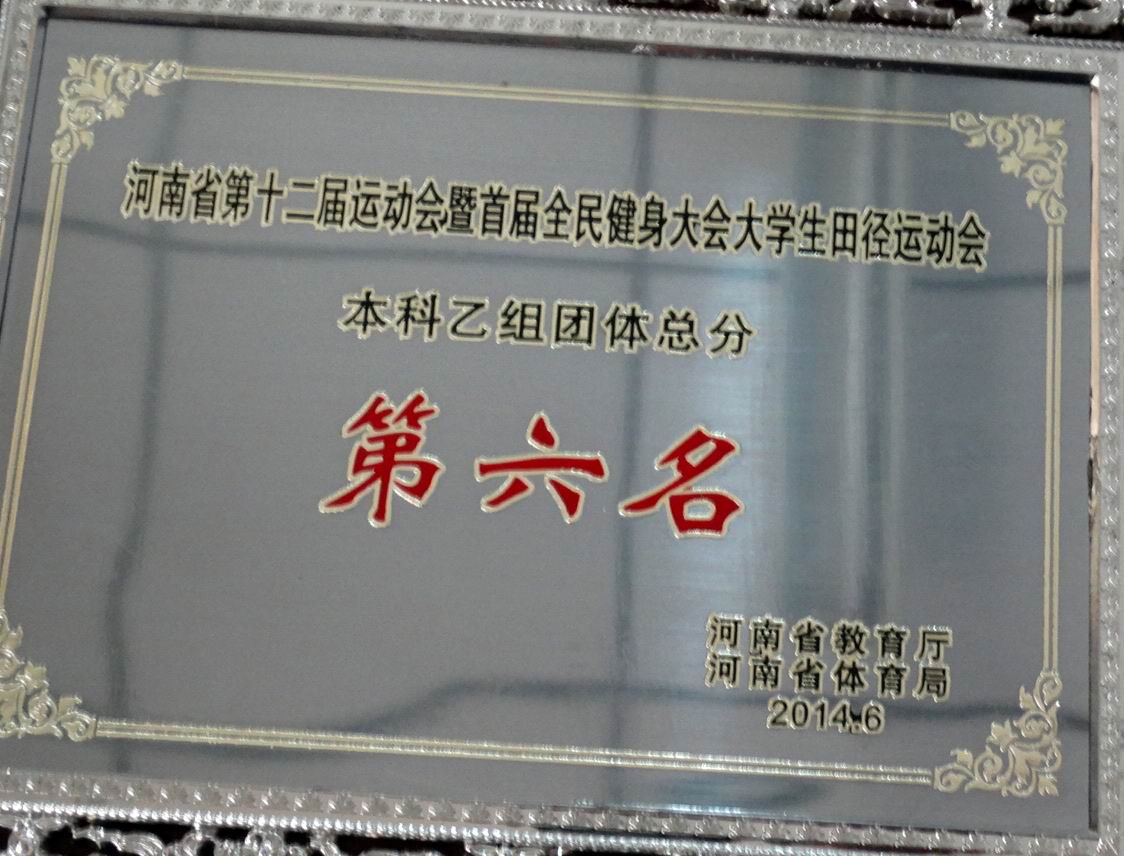 河南省第十二届运动会暨首届全民健身大会大学生田径运动会
本科乙组团体总分
第六名
河南省教育厅
河南省体育局
2014.6